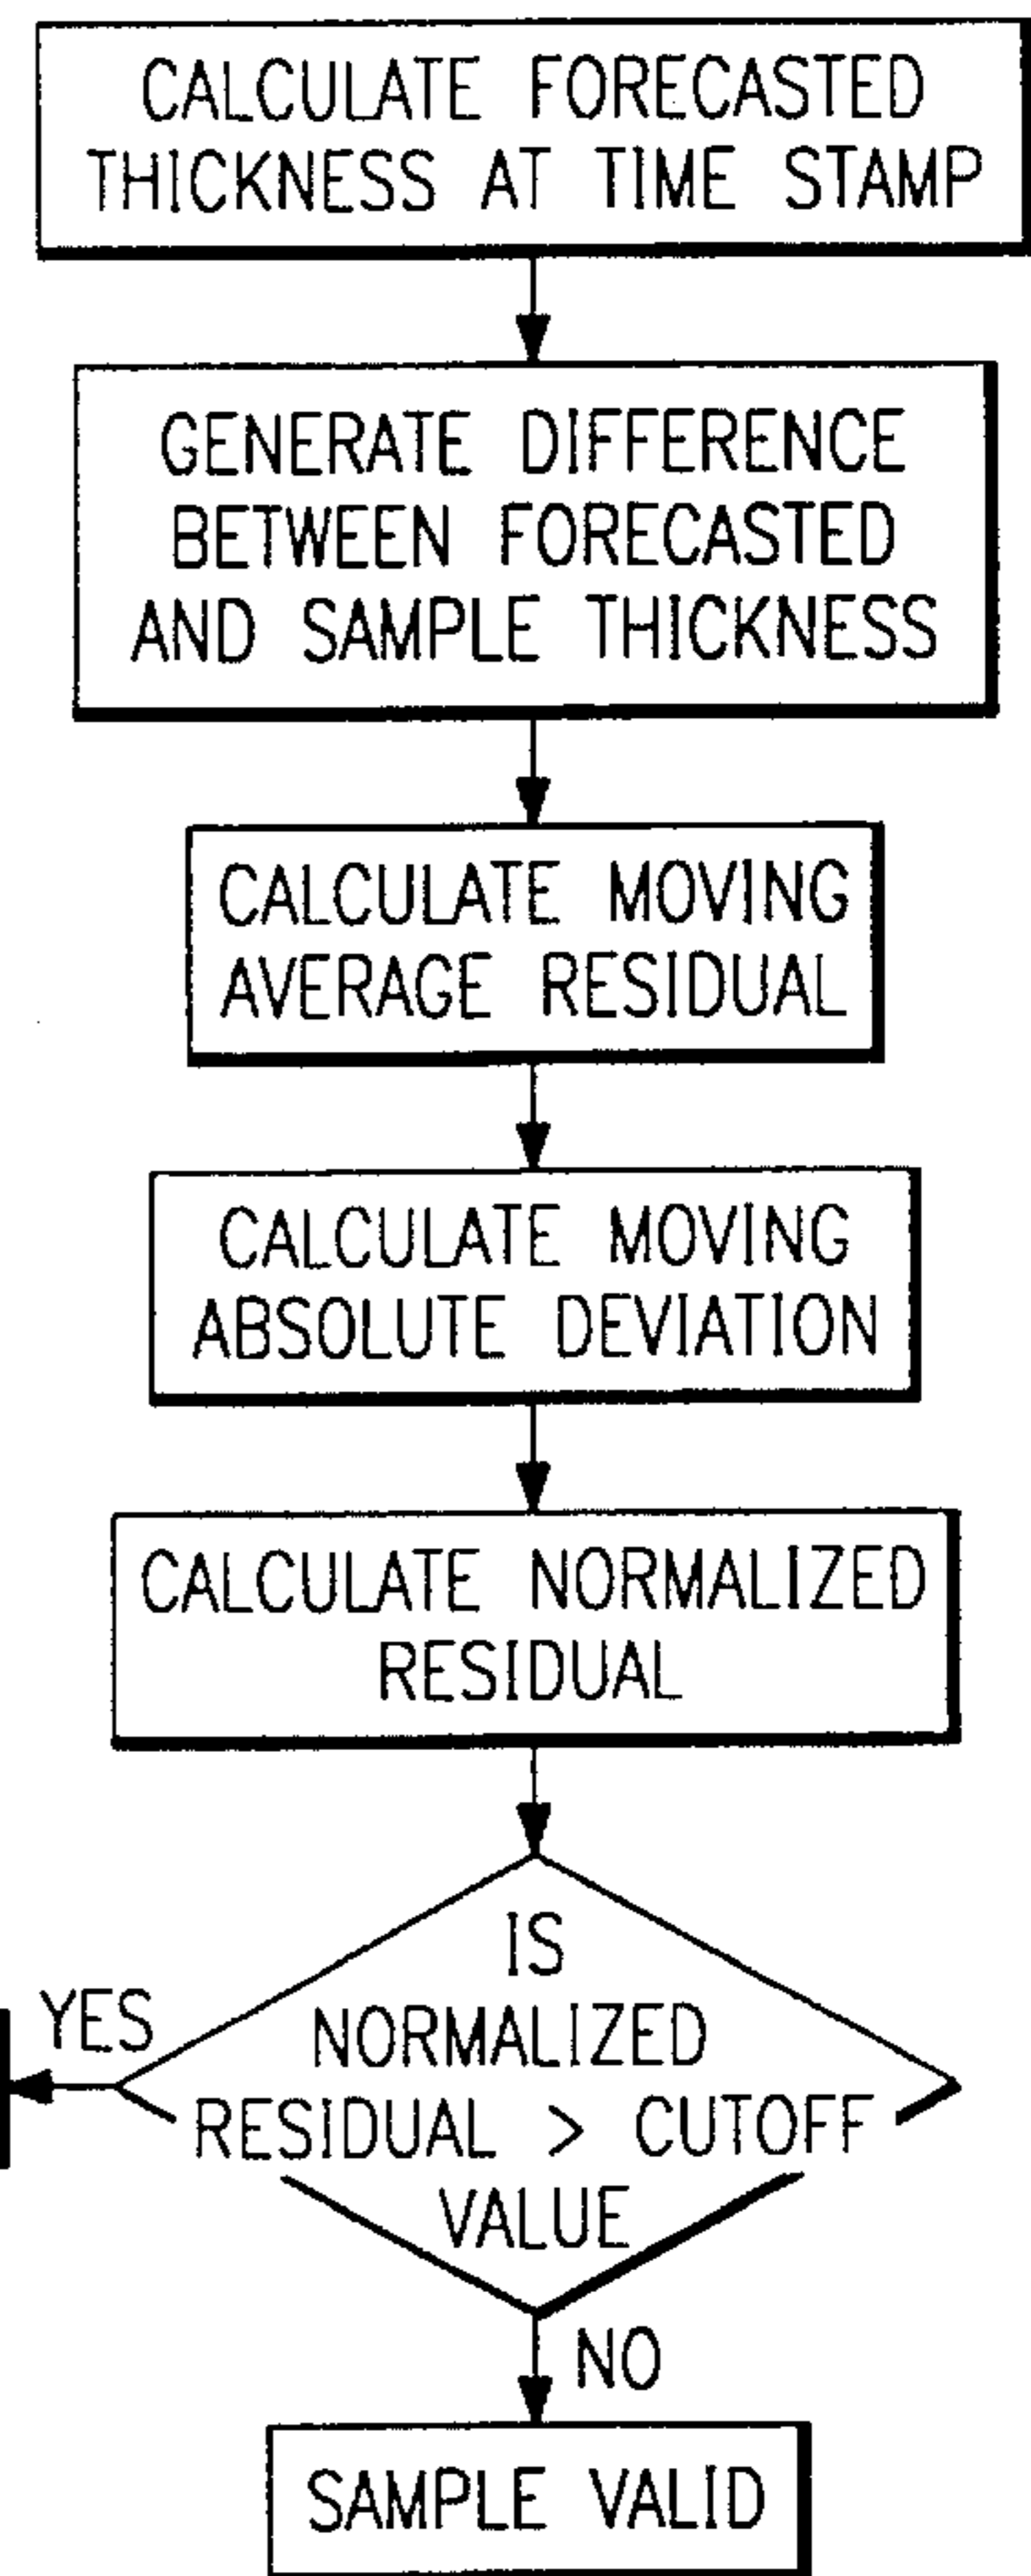 CALCULATE FORECASTED
THICKNESS AT TIME STAMP
GENERATE DIFFERENCE
BETWEEN FORECASTED
AND SAMPLE THICKNESS
CALCULATE MOVING
AVERAGE RESIDUAL
CALCULATE MOVING
ABSOLUTE DEVIATION
CALCULATE NORMALIZED
RESIDUAL
IS
NORMALIZED
RESIDUAL > CUTOFF
VALUE
YES
NO
SAMPLE VALID